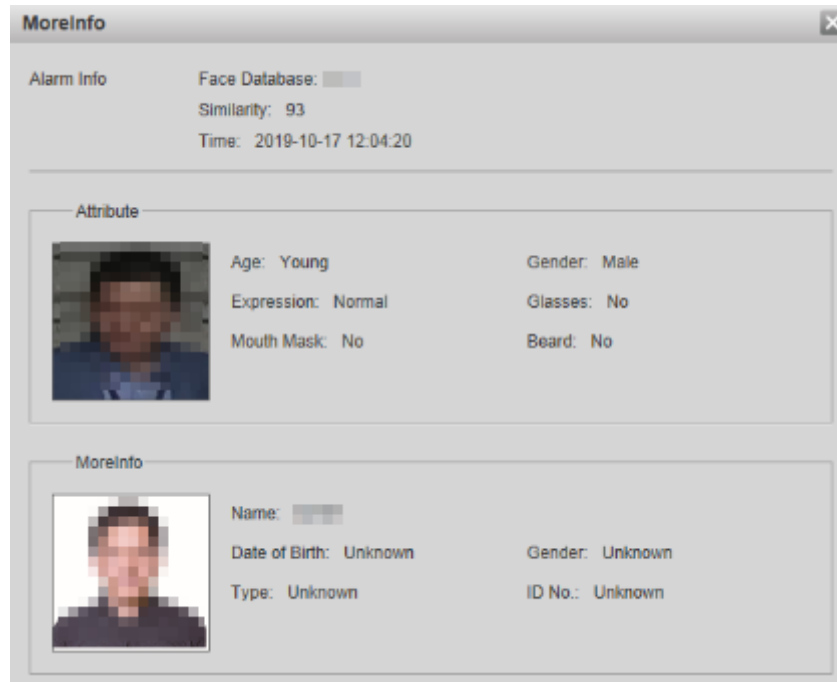 MoreInfo
Alarm Info
Face Database:
Similarity: 93
Time: 2019-10-17 12:04:20
Attribute
Age: Young Gender: Male
Expression: Normal Glasses: No
Mouth Mask: No Beard: No
MoreInfo
Name:
Date of Birth: Unknown Gender: Unknown
Type: Unknown ID No.: Unknown